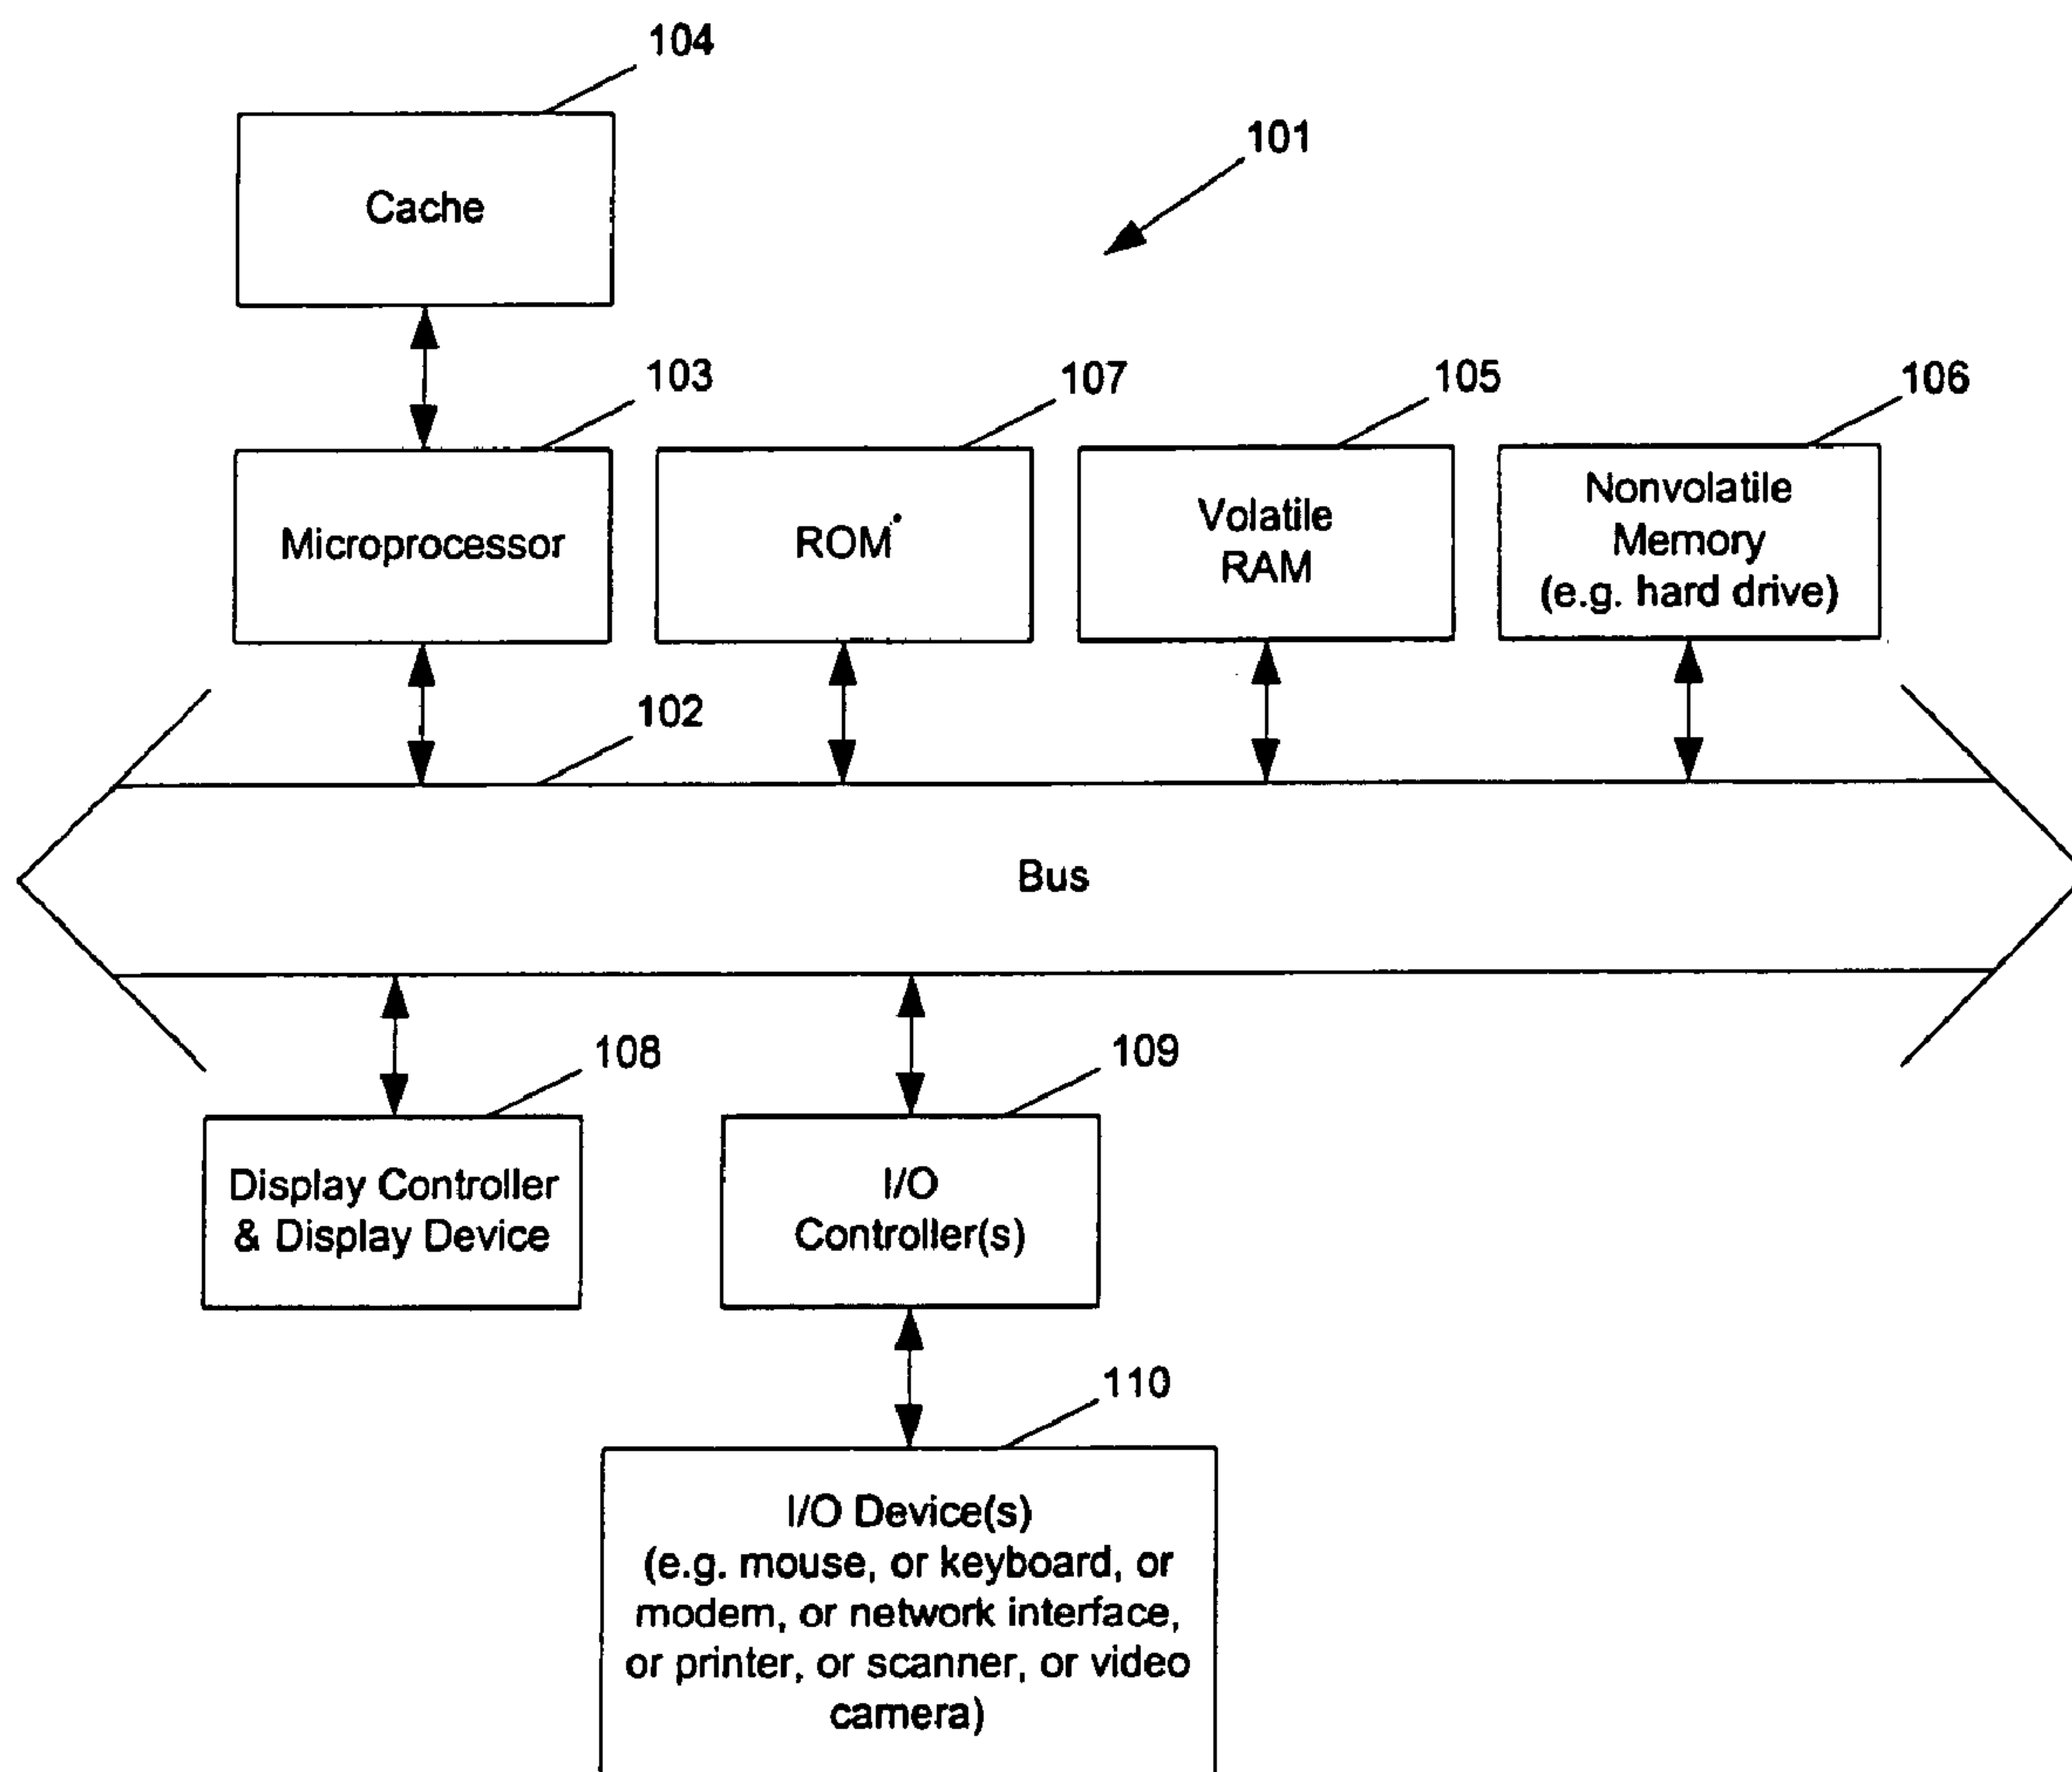 104
101
Cache
103
107
105
106
Microprocessor
ROM
Volatile
RAM
Nonvolatile
Memory
(e.g. hard drive)
102
Bus
108
109
Display Controller
& Display Device
I/O
Controller(s)
110
I/O Device(s)
(e.g. mouse, or keyboard, or
modem, or network interface,
or printer, or scanner, or video
camera)